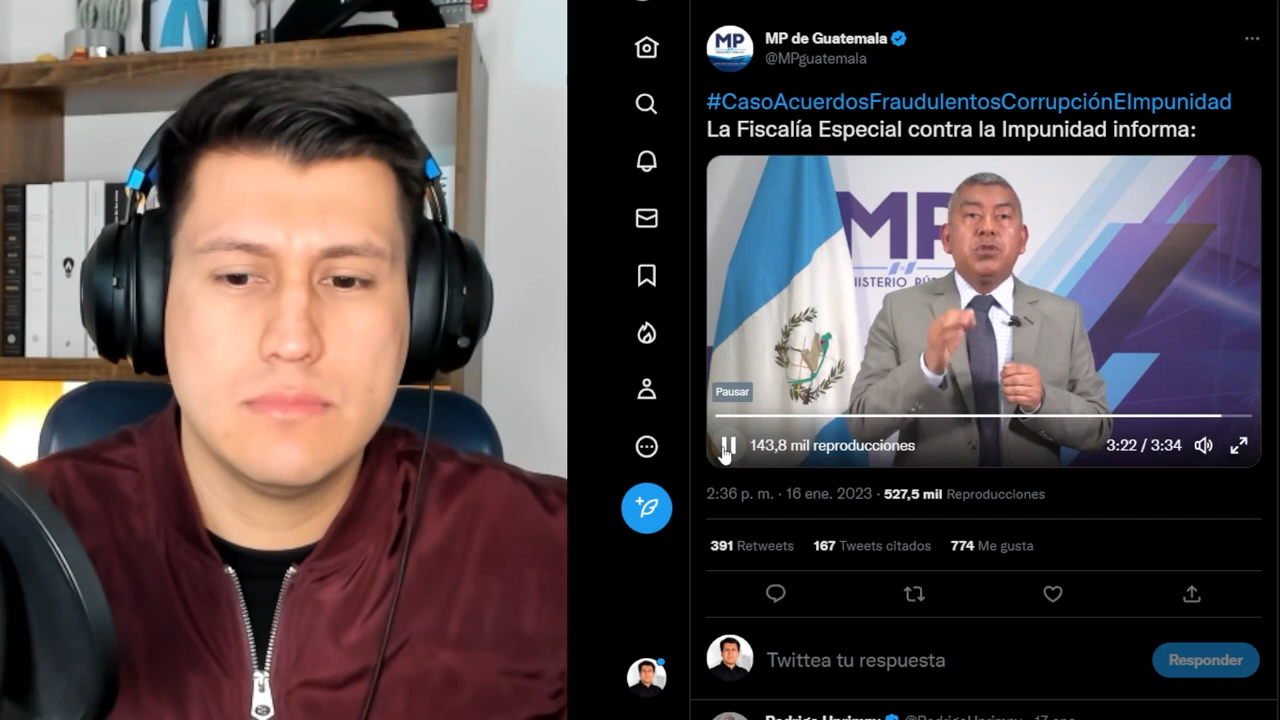 MP
MP de Guatemala
@MPguatemala
#CasoAcuerdosFraudulentosCorrupciónEImpunidad
La Fiscalía Especial contra la Impunidad informa:
MP
Pausar
143,8 mil reproducciones
3:22 / 3:34
2:36 p. m. · 16 ene. 2023 · 527,5 mil Reproducciones
391 Retweets 167 Tweets citados 774 Me gusta
Twittea tu respuesta
Responder